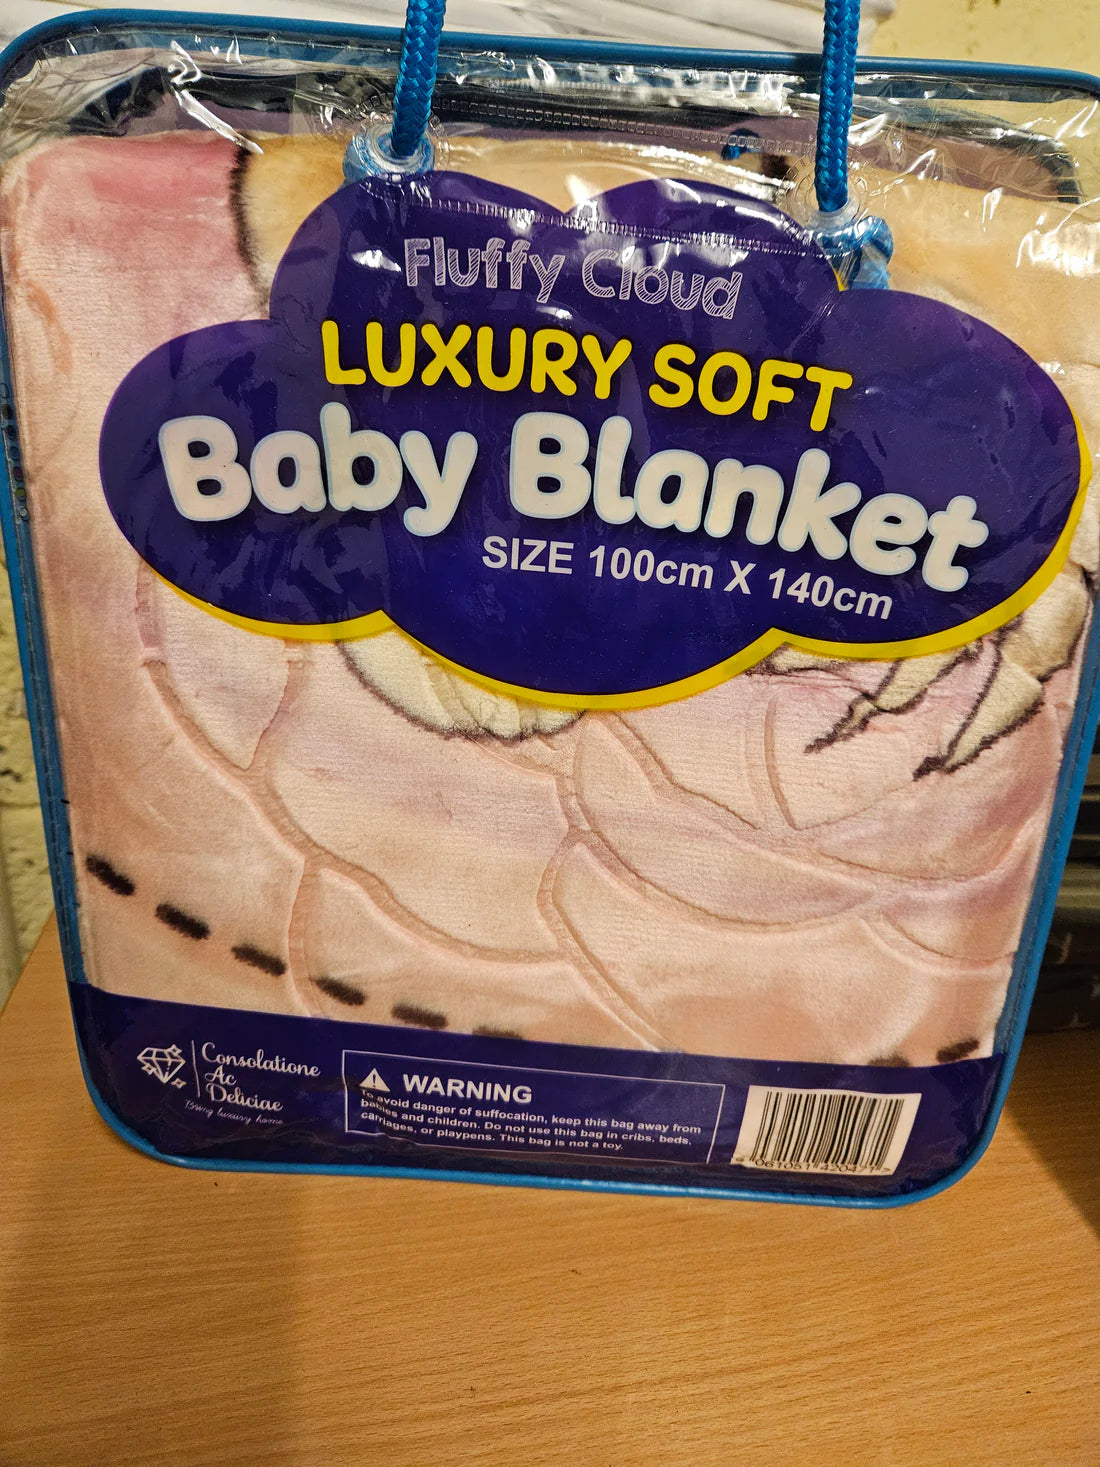 Fluffy Cloud
LUXURY SOFT
Baby Blanket
SIZE 100cm X 140cm
Consolatione
Ac
Deliciae
Bring luxury home
WARNING
To avoid danger of suffocation, keep this bag away from
babies and children. Do not use this bag in cribs, beds,
carriages, or playpens. This bag is not a toy.
061051 420471 >